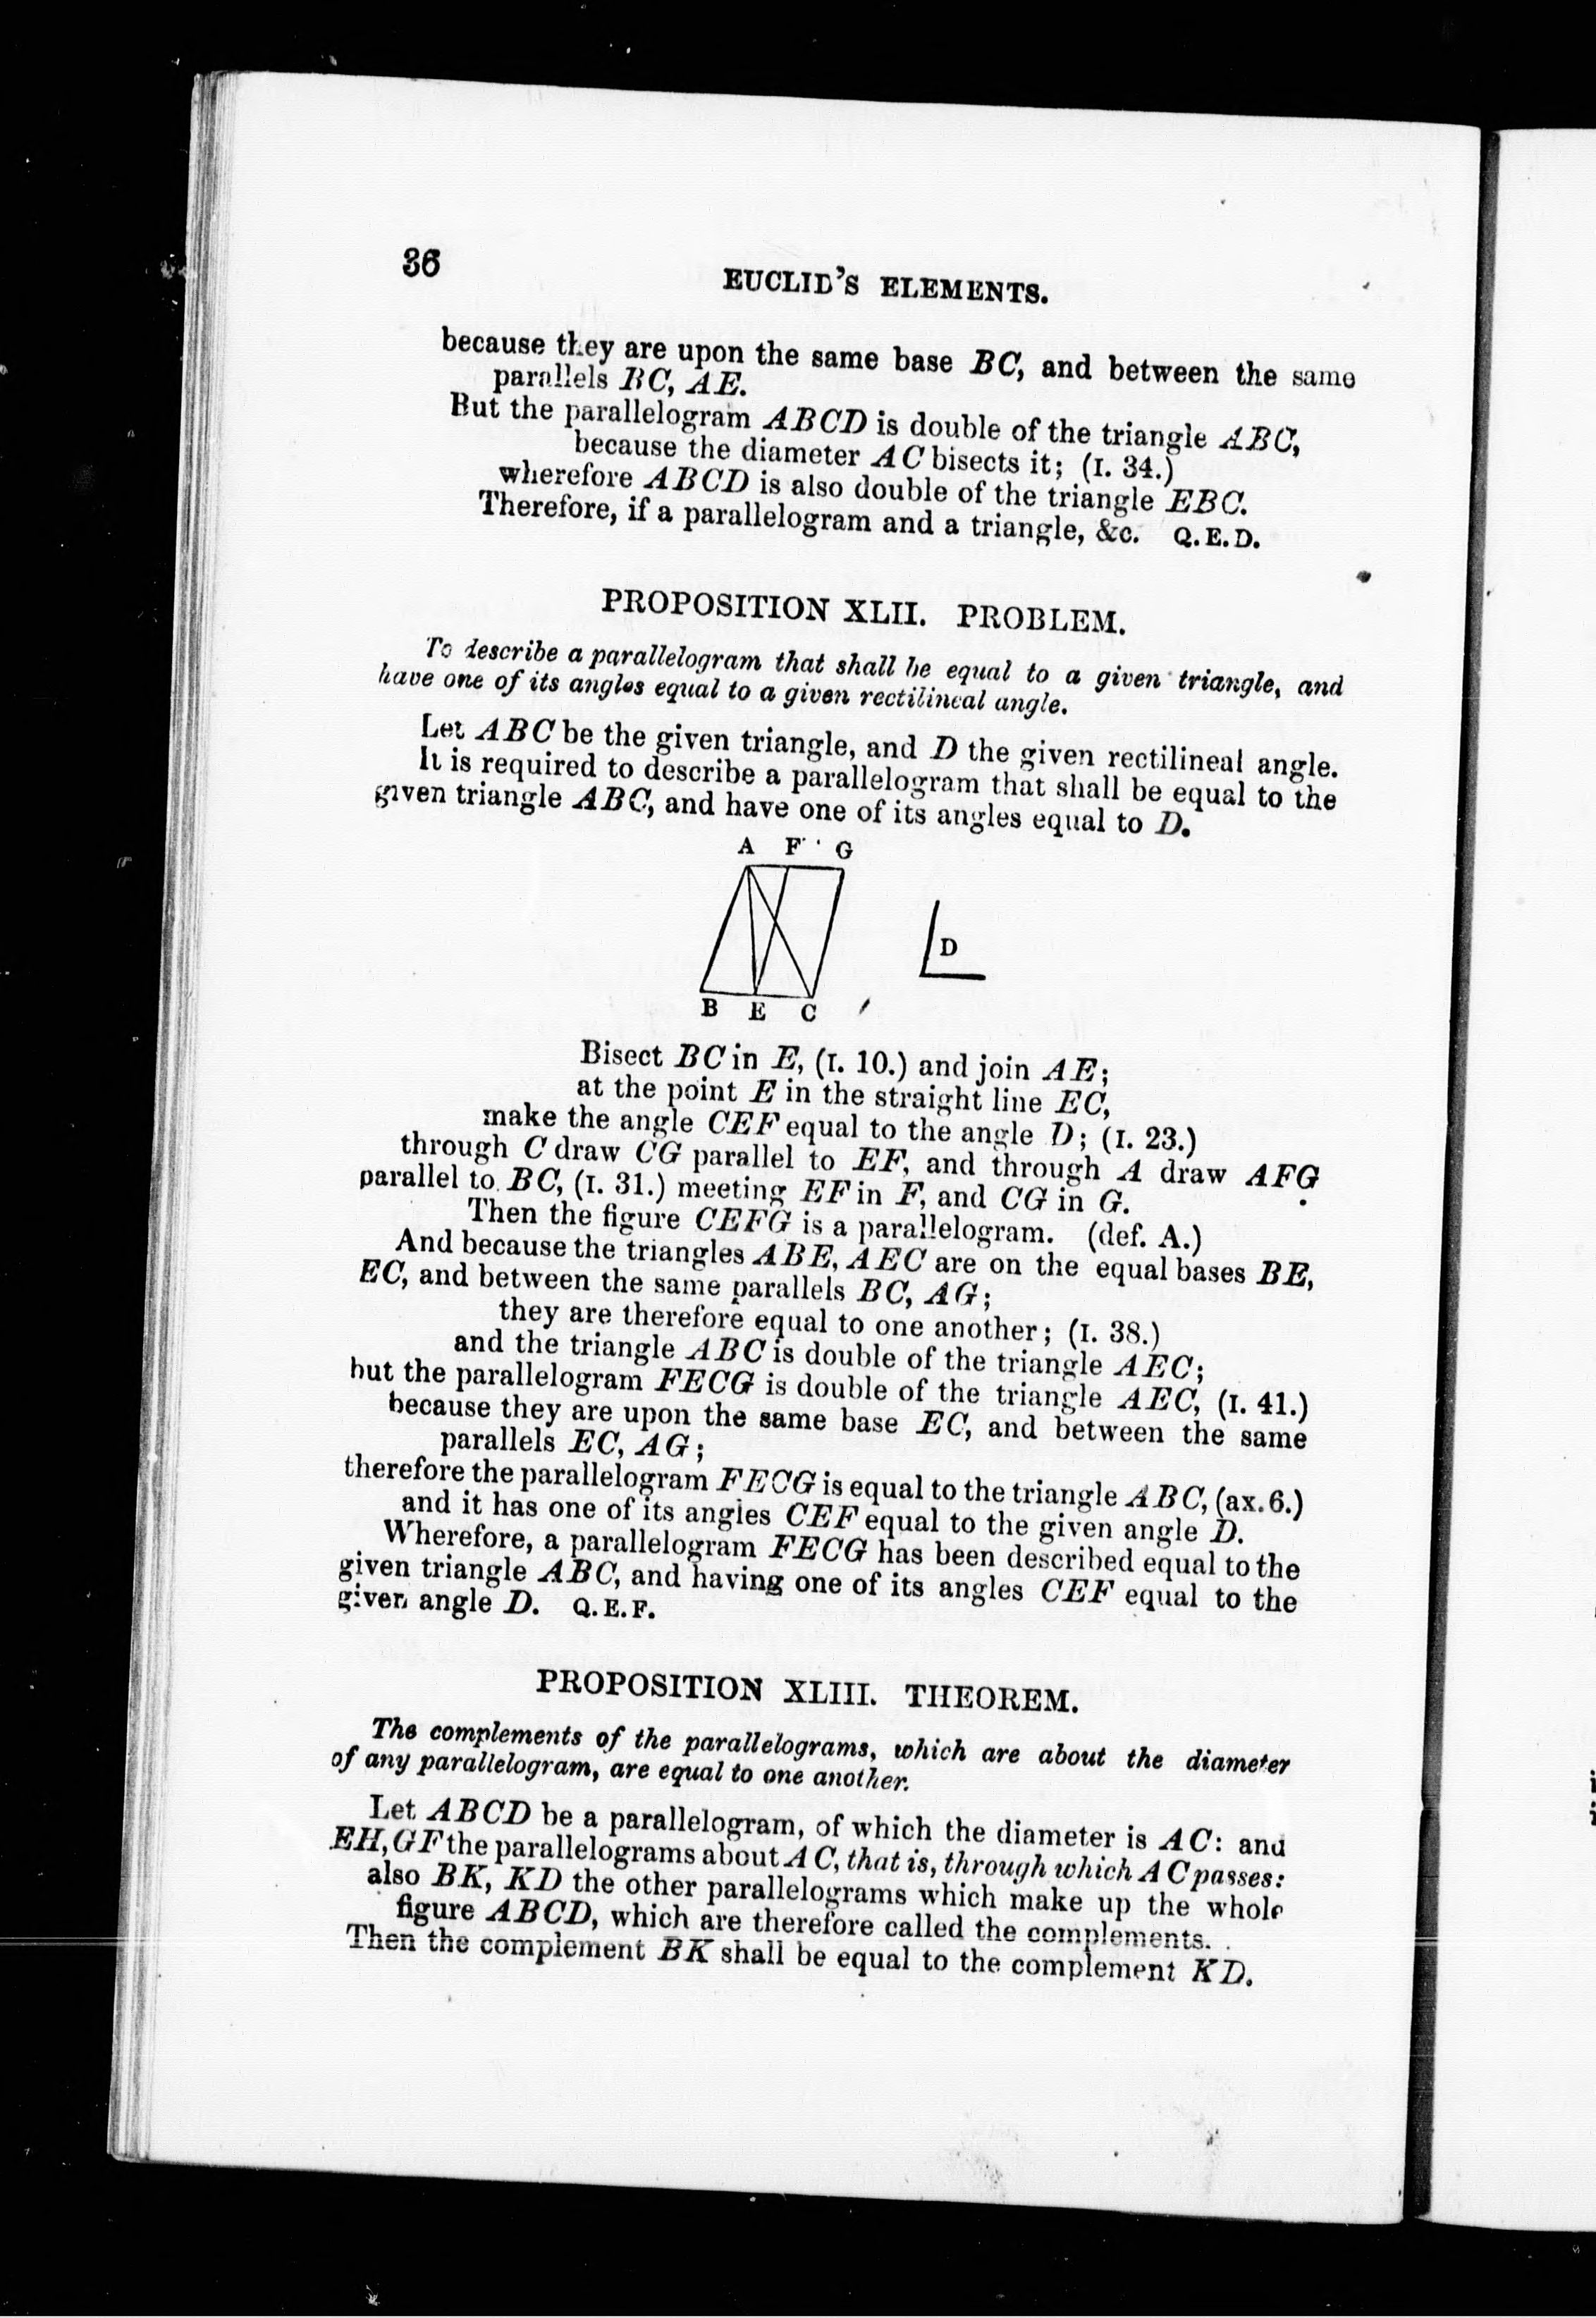 36
EUCLID'S ELEMENTS.
because they are upon the same base BC, and between the same
parallels BC, AE.
But the parallelogram ABCD is double of the triangle ABC,
because the diameter AC bisects it; (I. 34.)
wherefore ABCD is also double of the triangle EBC.
Therefore, if a parallelogram and a triangle, &c. Q.E.D.
PROPOSITION XLII. PROBLEM.
To describe a parallelogram that shall be equal to a given triangle, and
have one of its angles equal to a given rectilineal angle.
Let ABC be the given triangle, and D the given rectilineal angle.
It is required to describe a parallelogram that shall be equal to the
given triangle ABC, and have one of its angles equal to D.
A F G
D
B E C
Bisect BC in E, (I. 10.) and join AE;
at the point E in the straight line EC,
make the angle CEF equal to the angle D; (I. 23.)
through C draw CG parallel to EF, and through A draw AFG
parallel to BC, (I. 31.) meeting EF in F, and CG in G.
Then the figure CEFG is a parallelogram. (def. A.)
And because the triangles ABE, AEC are on the equal bases BE,
EC, and between the same parallels BC, AG;
they are therefore equal to one another; (I. 38.)
and the triangle ABC is double of the triangle AEC;
but the parallelogram FECG is double of the triangle AEC, (I. 41.)
because they are upon the same base EC, and between the same
parallels EC, AG;
therefore the parallelogram FECG is equal to the triangle ABC, (ax. 6.)
and it has one of its angles CEF equal to the given angle D.
Wherefore, a parallelogram FECG has been described equal to the
given triangle ABC, and having one of its angles CEF equal to the
given angle D. Q.E.F.
PROPOSITION XLIII. THEOREM.
The complements of the parallelograms, which are about the diameter
of any parallelogram, are equal to one another.
Let ABCD be a parallelogram, of which the diameter is AC: and
EH, GF the parallelograms about AC, that is, through which AC passes:
also BK, KD the other parallelograms which make up the whole
figure ABCD, which are therefore called the complements.
Then the complement BK shall be equal to the complement KD.